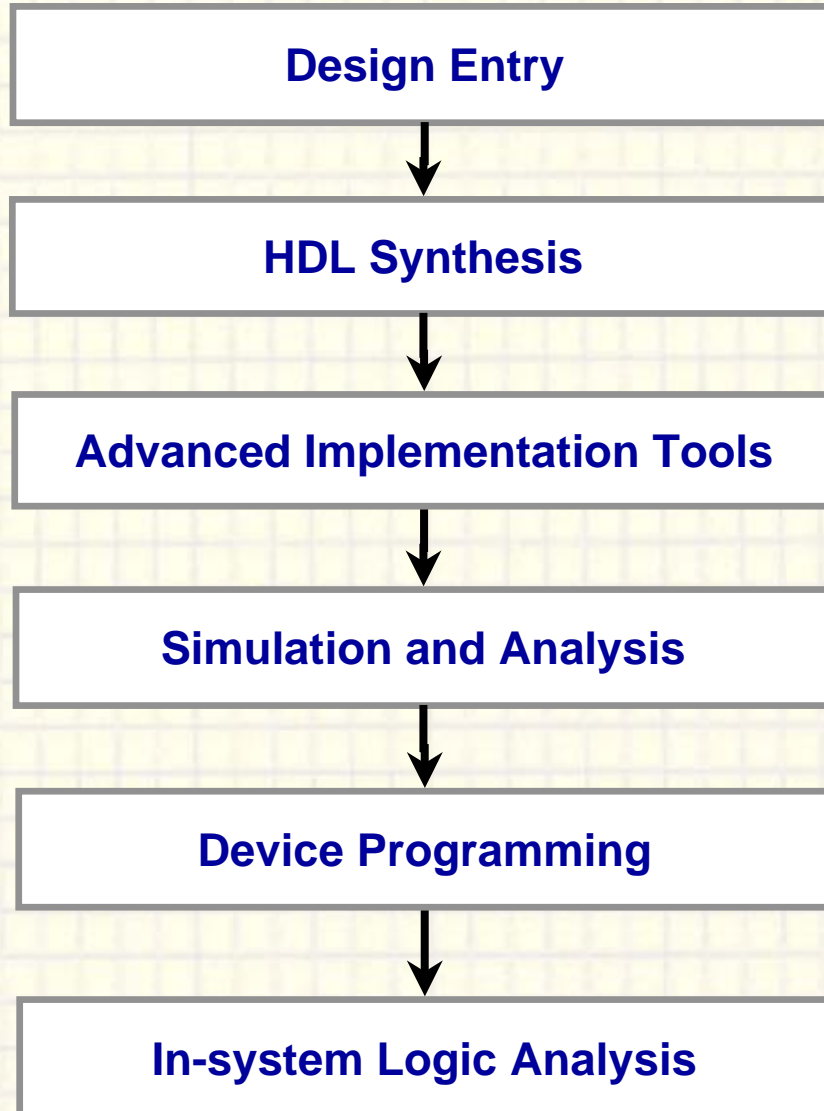 Design Entry
HDL Synthesis
Advanced Implementation Tools
Simulation and Analysis
Device Programming
In-system Logic Analysis